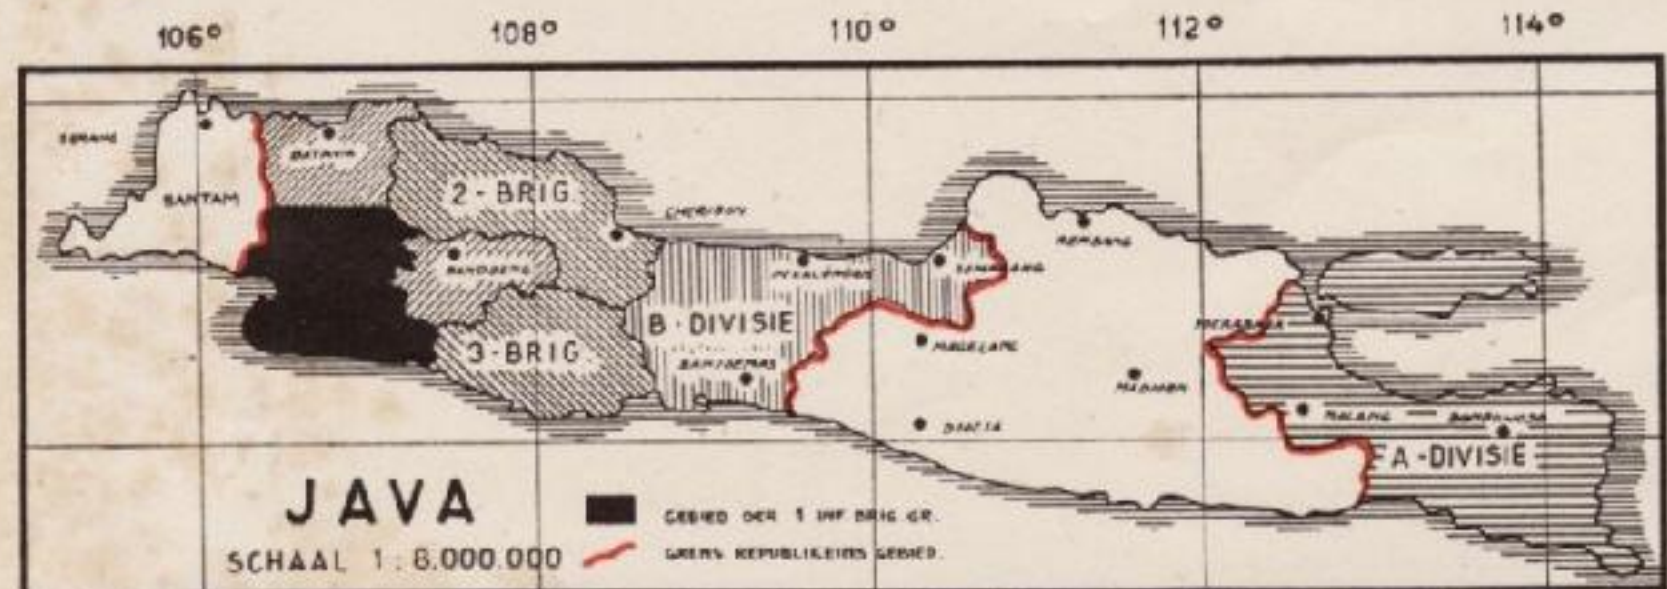 106° 108° 110° 112° 114°
SERANG
BATAVIA
BANTAM
2-BRIG.
CHERIBON
REMBANG
BANDOENG
PEKALONGAN
SEMARANG
B-DIVISIE
SOERABAJA
3-BRIG.
MAGELANG
BANJOEMAS
MADIOEN
MALANG
DJOCJA
A-DIVISIE
JAVA
GEBIED DER 1 INF BRIG GR.
SCHAAL 1:8.000.000
GRENS REPUBLIKEINS GEBIED.